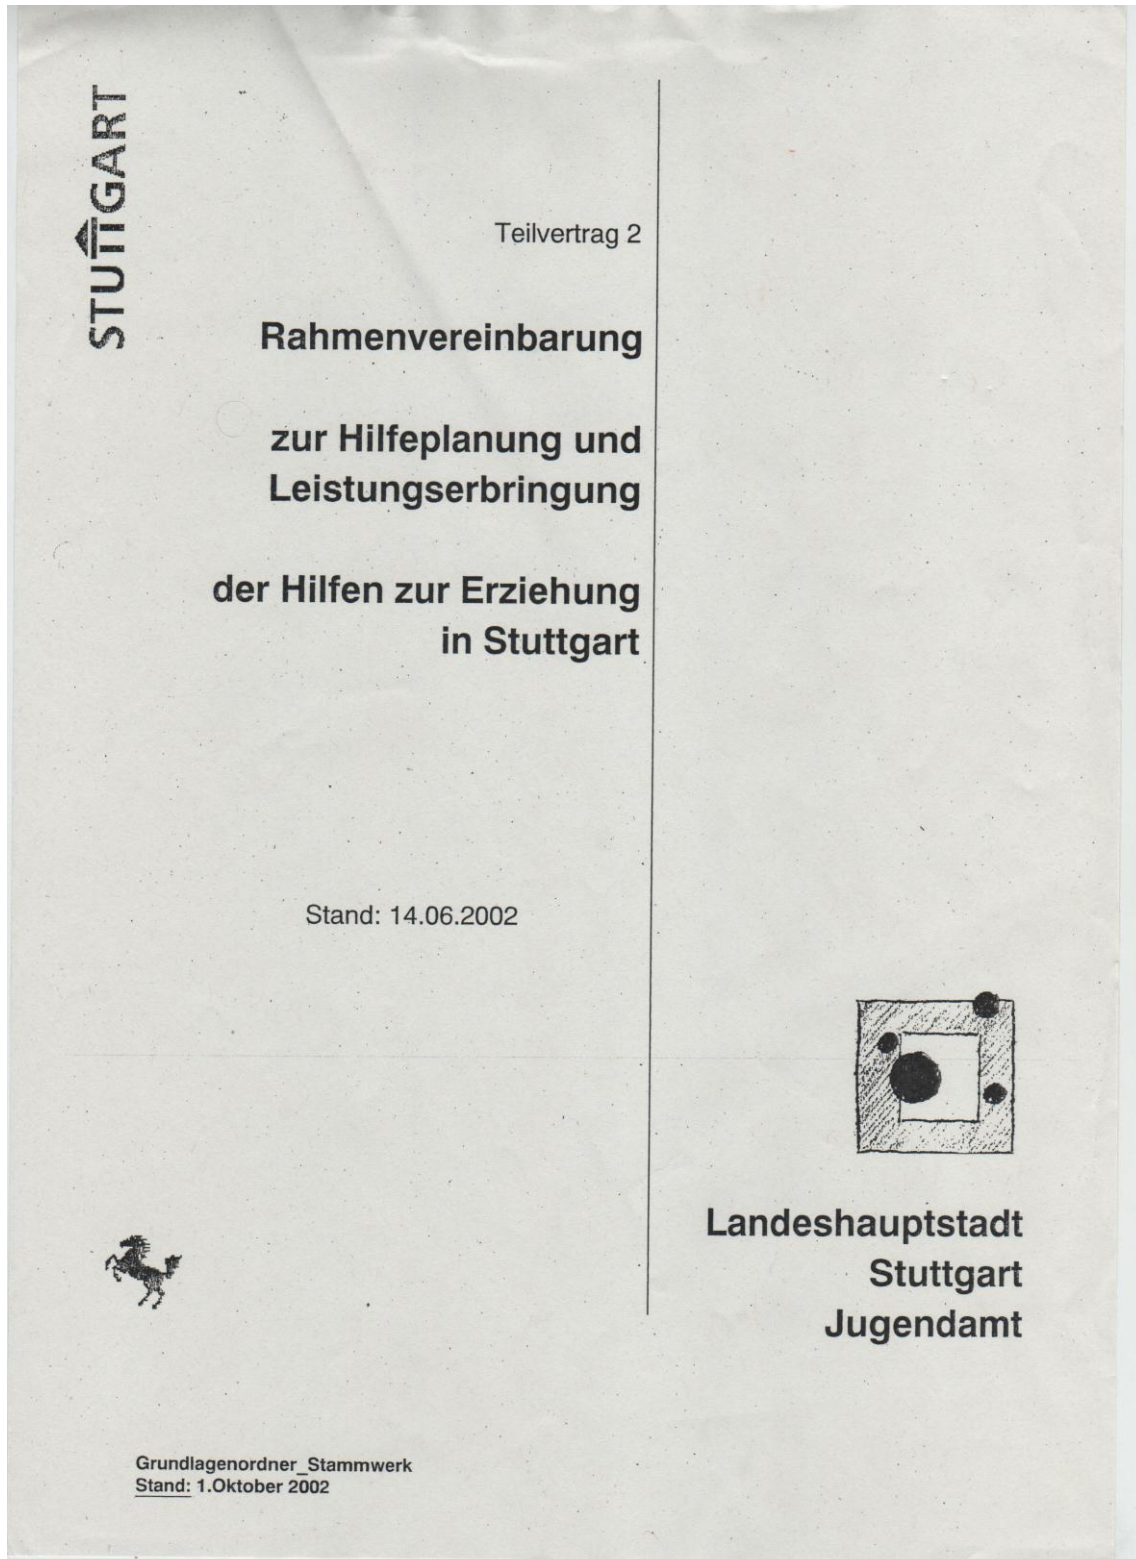 STUTTGART
Teilvertrag 2
Rahmenvereinbarung
zur Hilfeplanung und
Leistungserbringung
der Hilfen zur Erziehung
in Stuttgart
Stand: 14.06.2002
Landeshauptstadt
Stuttgart
Jugendamt
Grundlagenordner_Stammwerk
Stand: 1.Oktober 2002